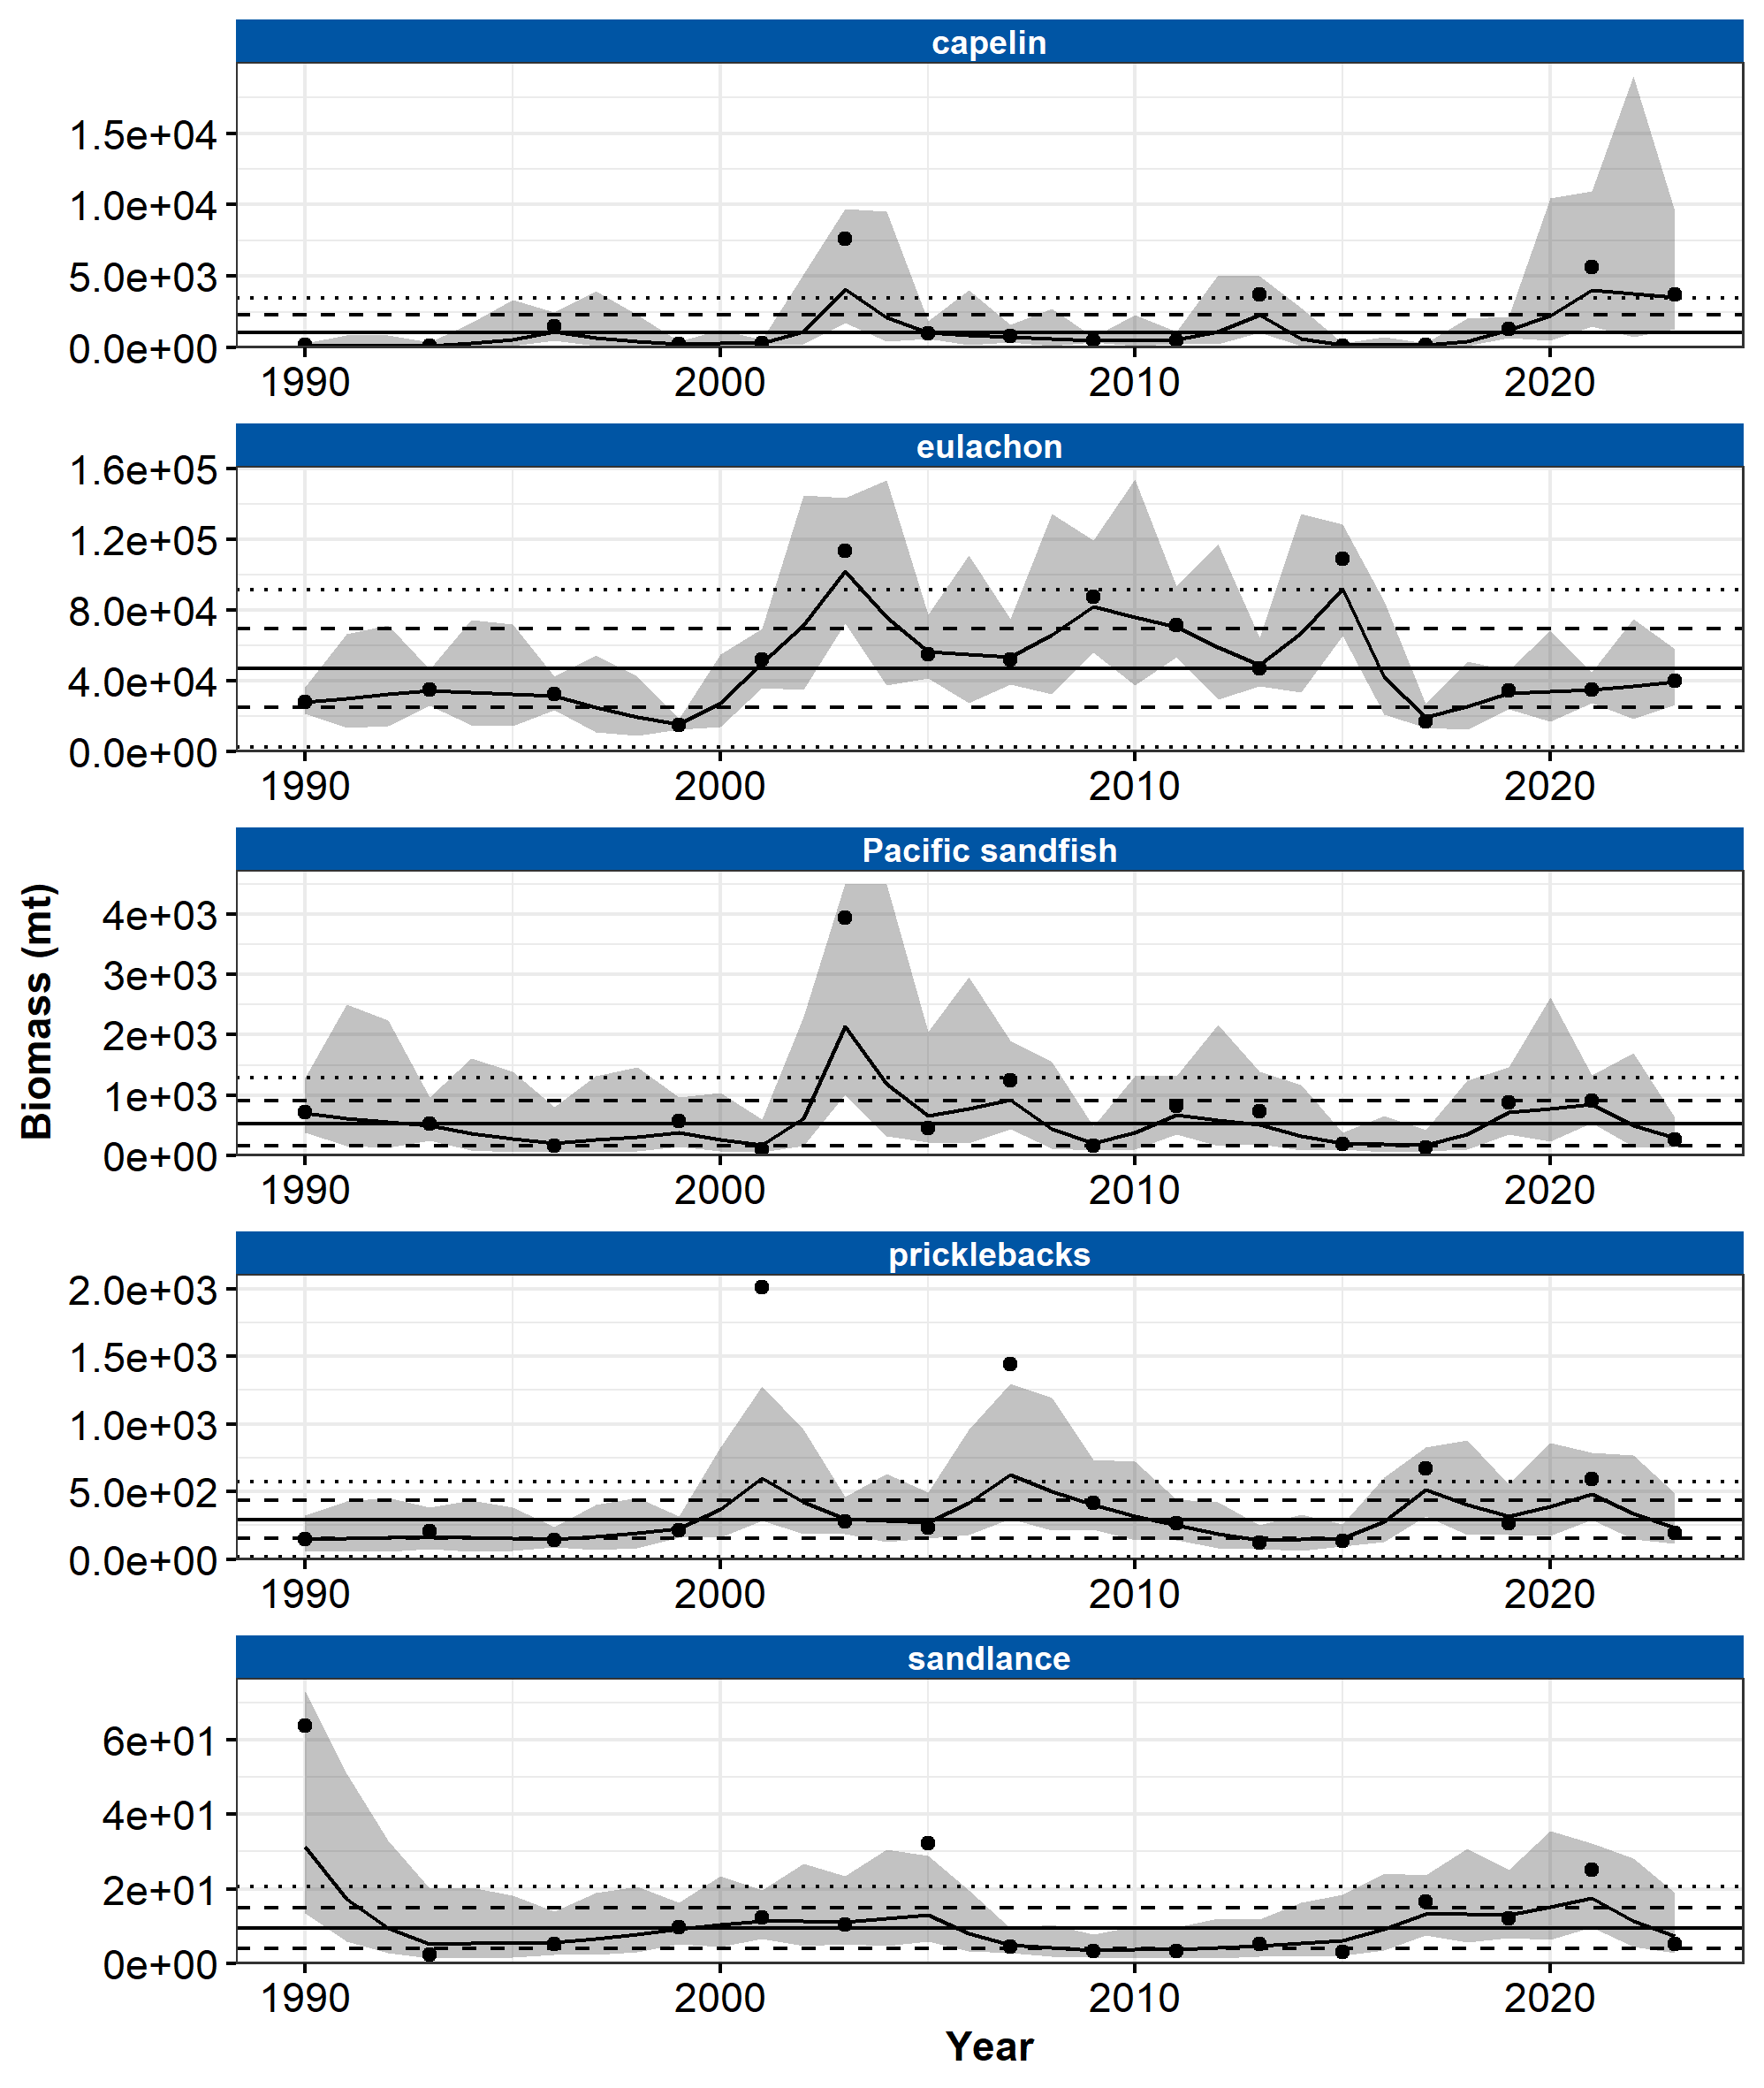 capelin
1.5e+04
1.0e+04
5.0e+03
0.0e+00
1990 2000 2010 2020
eulachon
1.6e+05
1.2e+05
8.0e+04
4.0e+04
0.0e+00
1990 2000 2010 2020
Biomass (mt)
Pacific sandfish
4e+03
3e+03
2e+03
1e+03
0e+00
1990 2000 2010 2020
pricklebacks
2.0e+03
1.5e+03
1.0e+03
5.0e+02
0.0e+00
1990 2000 2010 2020
sandlance
6e+01
4e+01
2e+01
0e+00
1990 2000 2010 2020
Year